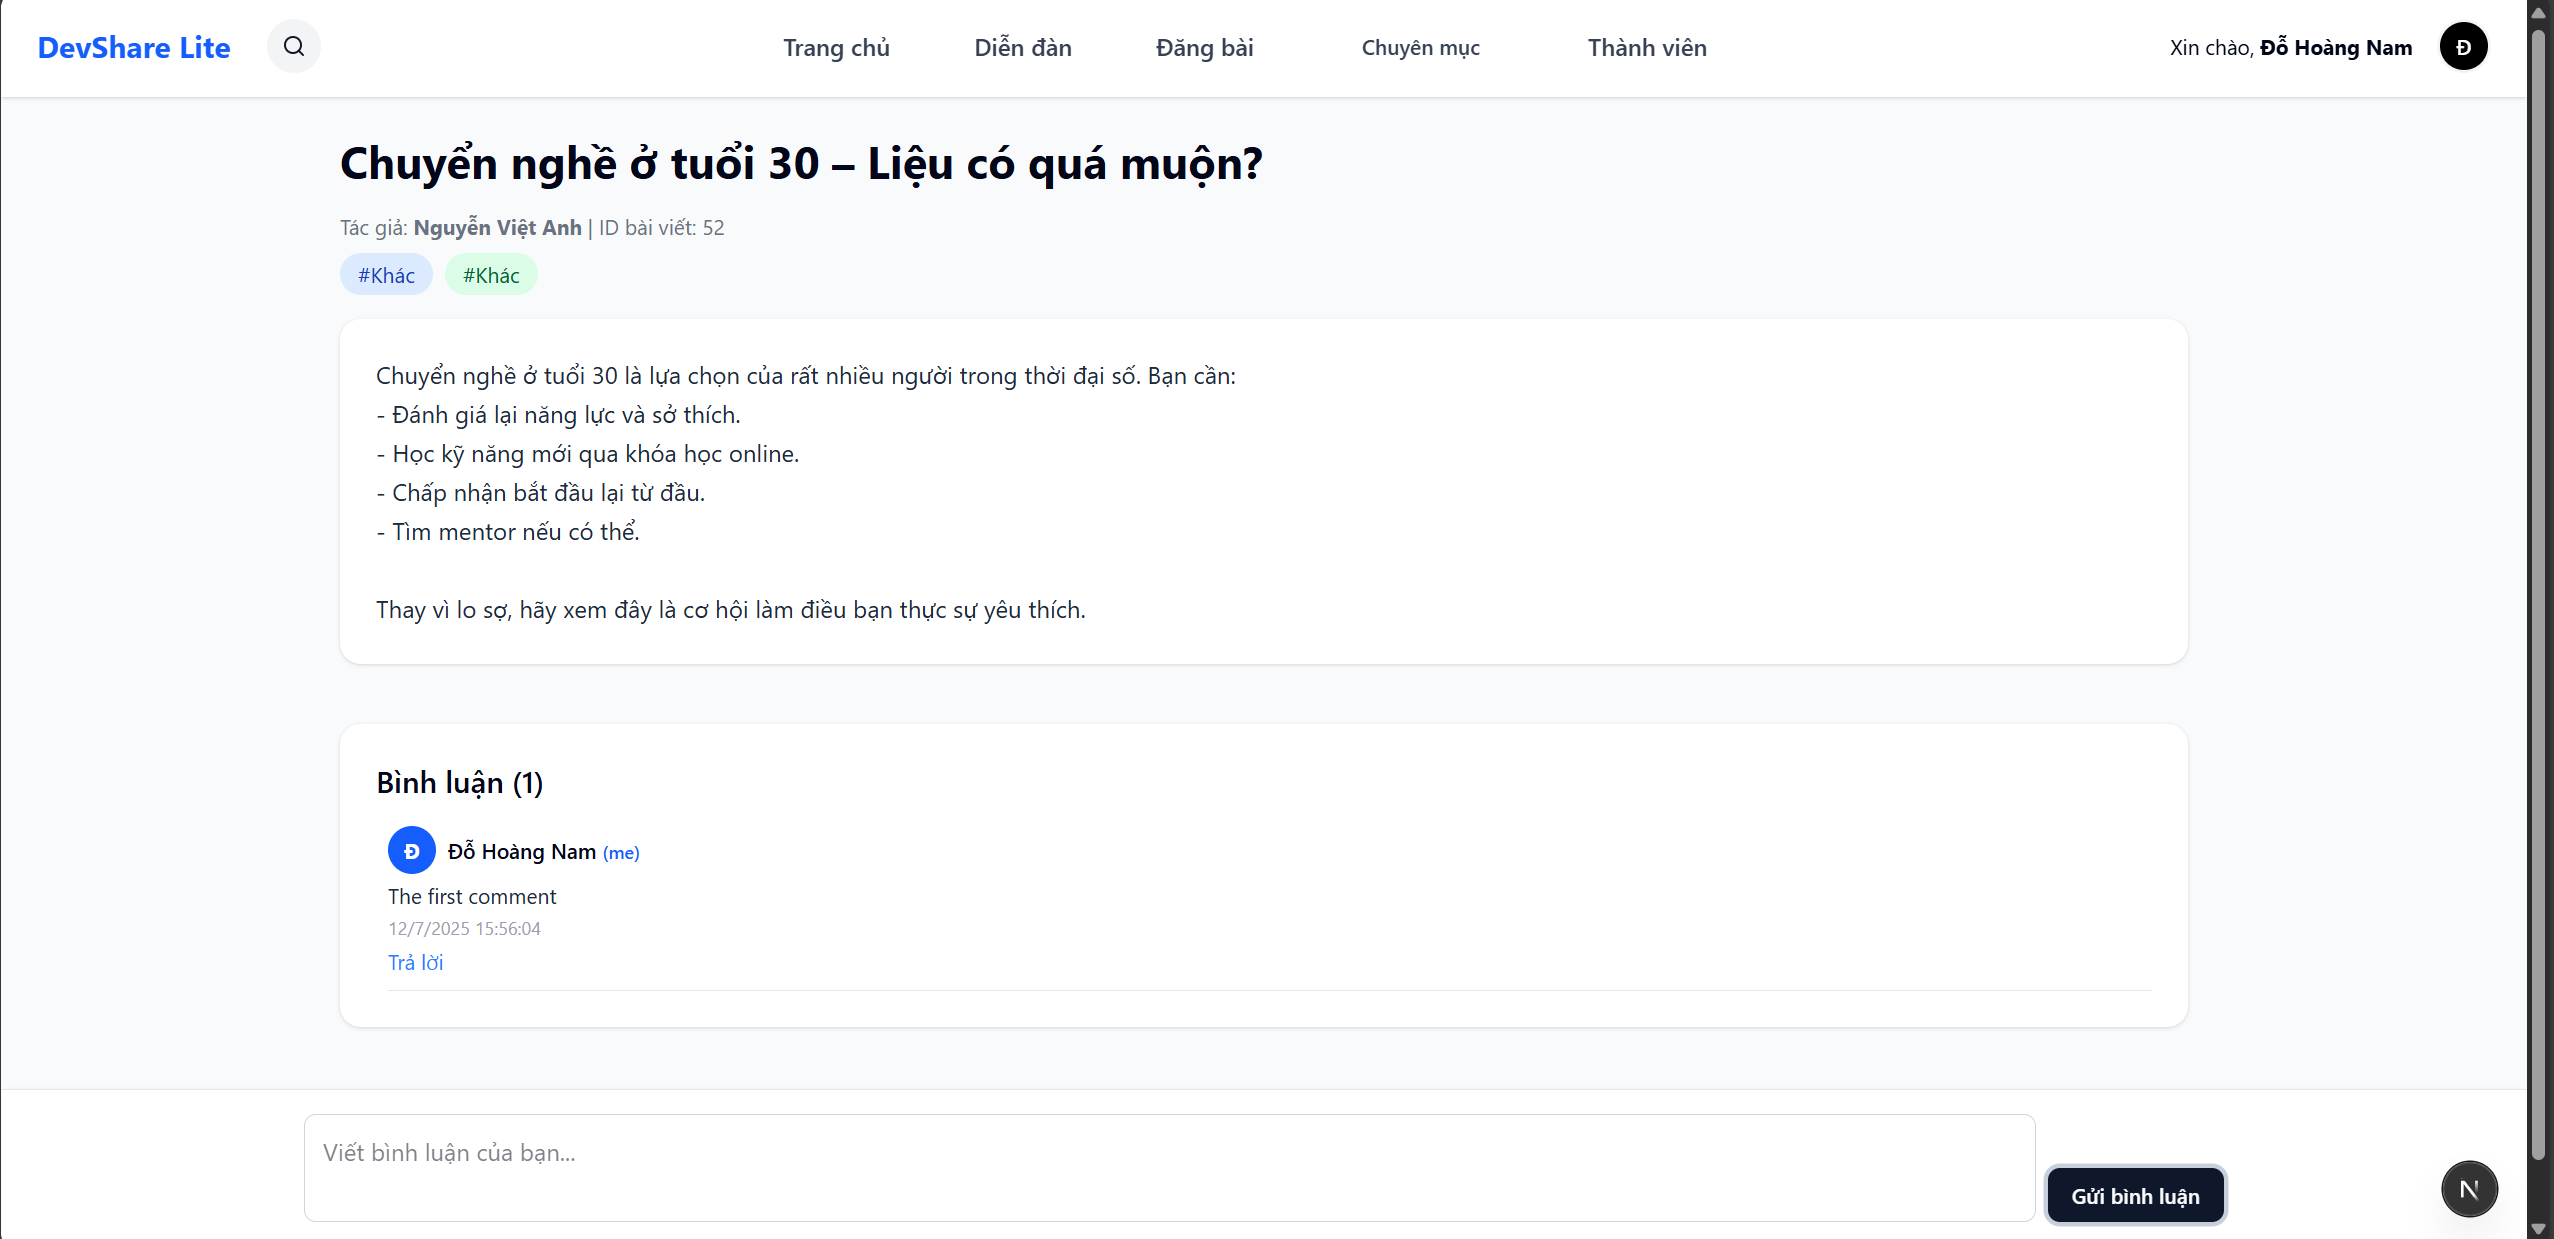 DevShare Lite
Trang chủ
Diễn đàn
Đăng bài
Chuyên mục
Thành viên
Xin chào, Đỗ Hoàng Nam
Đ
Chuyển nghề ở tuổi 30 – Liệu có quá muộn?
Tác giả: Nguyễn Việt Anh | ID bài viết: 52
#Khác #Khác
Chuyển nghề ở tuổi 30 là lựa chọn của rất nhiều người trong thời đại số. Bạn cần:
- Đánh giá lại năng lực và sở thích.
- Học kỹ năng mới qua khóa học online.
- Chấp nhận bắt đầu lại từ đầu.
- Tìm mentor nếu có thể.
Thay vì lo sợ, hãy xem đây là cơ hội làm điều bạn thực sự yêu thích.
Bình luận (1)
Đ
Đỗ Hoàng Nam (me)
The first comment
12/7/2025 15:56:04
Trả lời
Viết bình luận của bạn...
Gửi bình luận
N